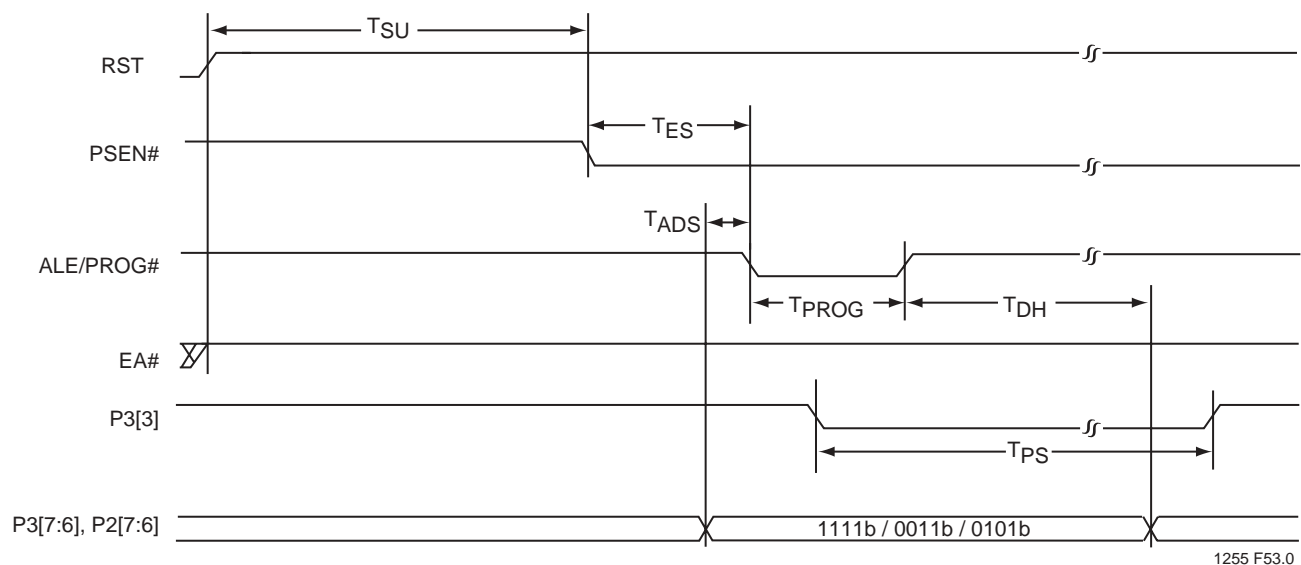 TSU
RST
TES
PSEN#
TADS
ALE/PROG#
TPROG
TDH
EA#
P3[3]
TPS
P3[7:6], P2[7:6]
1111b / 0011b / 0101b
1255 F53.0